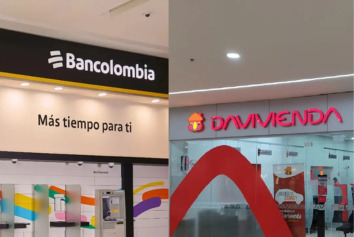 Bancolombia
Más tiempo para ti
DAVIVIENDA